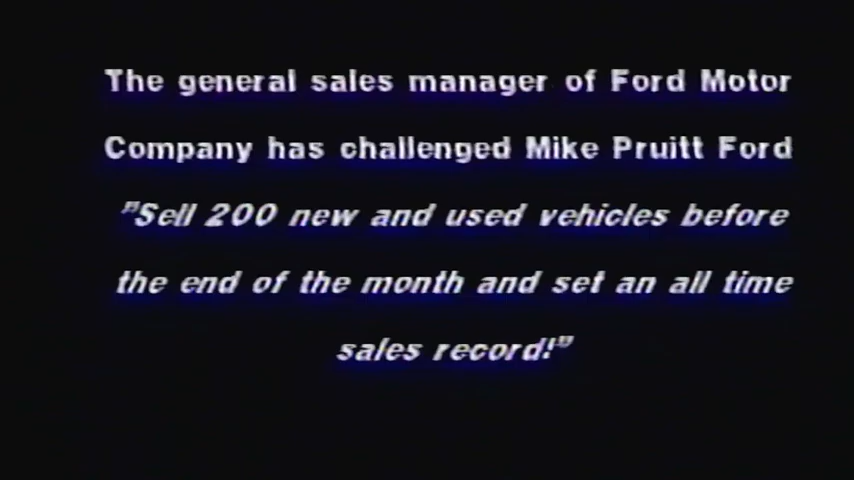 The general sales manager of Ford Motor
Company has challenged Mike Pruitt Ford
"Sell 200 new and used vehicles before
the end of the month and set an all time
sales record!"